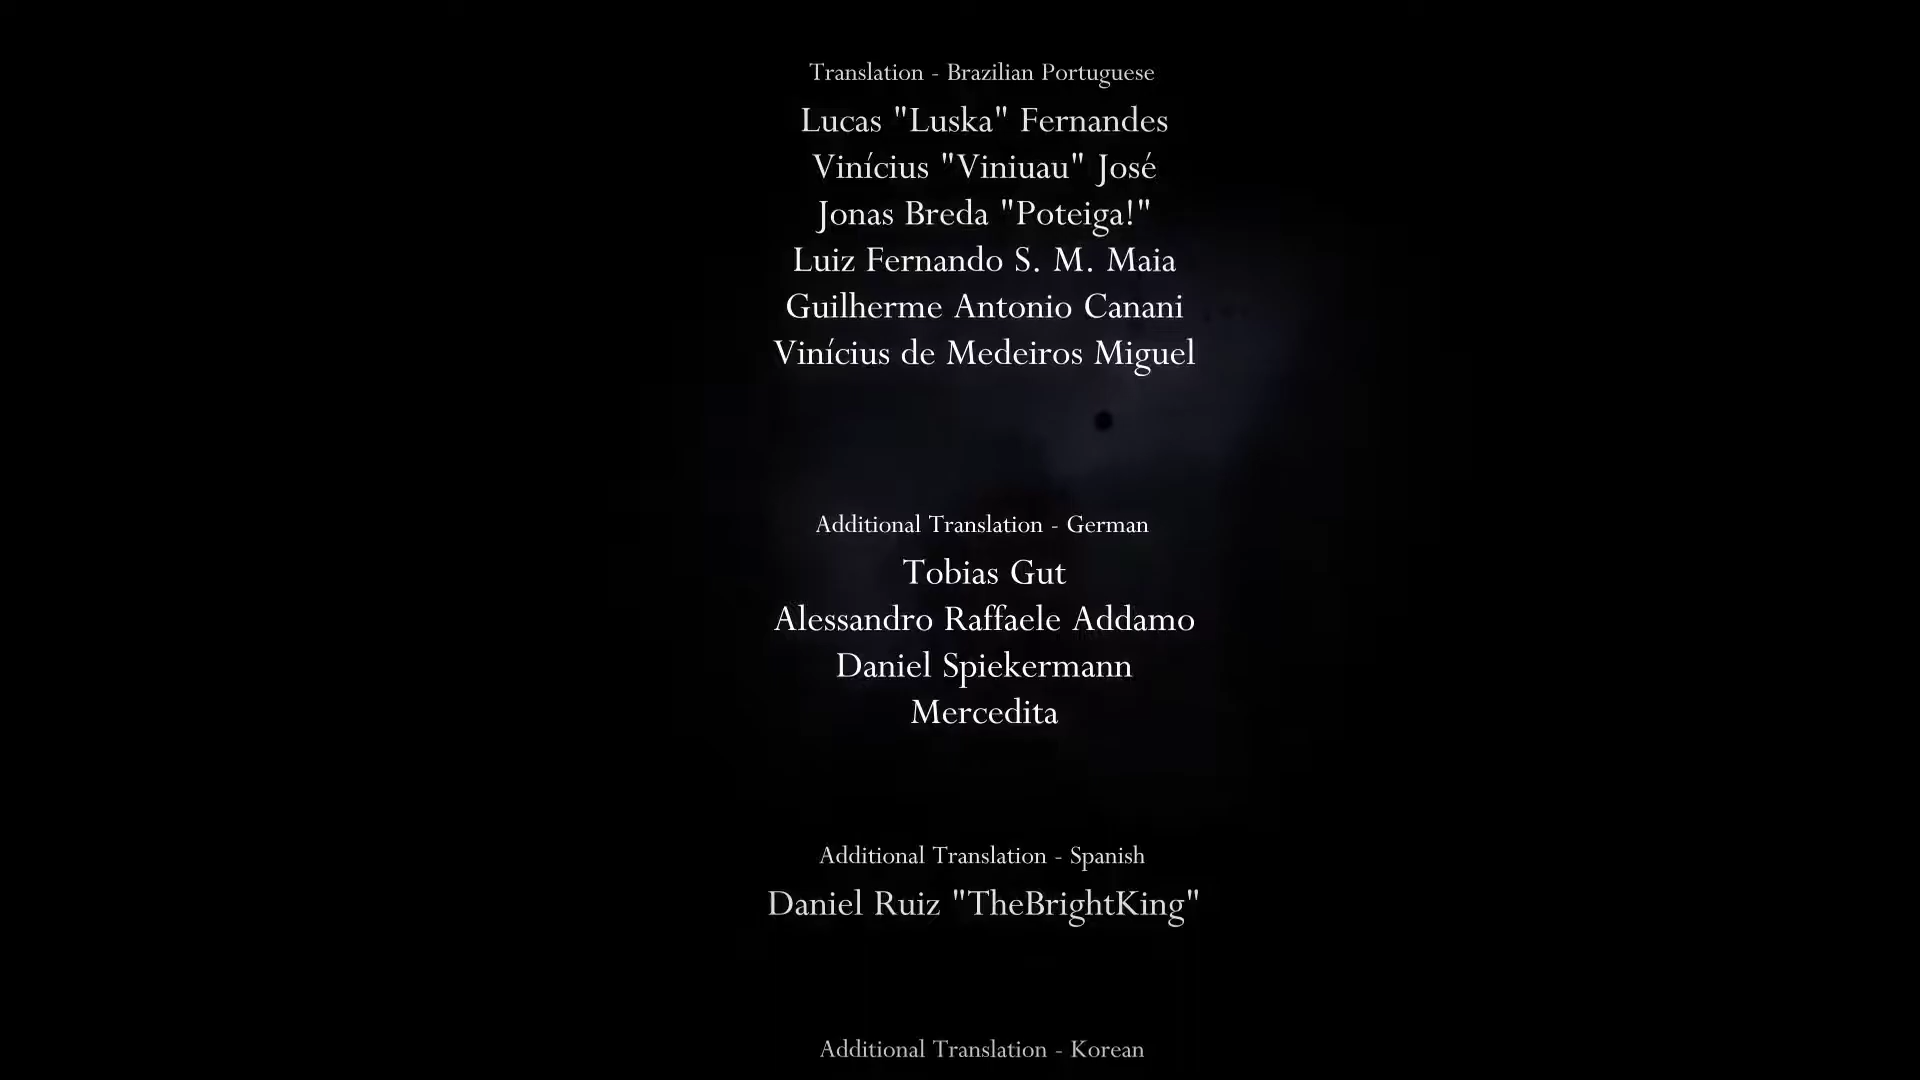 Translation - Brazilian Portuguese
Lucas "Luska" Fernandes
Vinícius "Viniuau" José
Jonas Breda "Poteiga!"
Luiz Fernando S. M. Maia
Guilherme Antonio Canani
Vinícius de Medeiros Miguel
Additional Translation - German
Tobias Gut
Alessandro Raffaele Addamo
Daniel Spiekermann
Mercedita
Additional Translation - Spanish
Daniel Ruiz "TheBrightKing"
Additional Translation - Korean